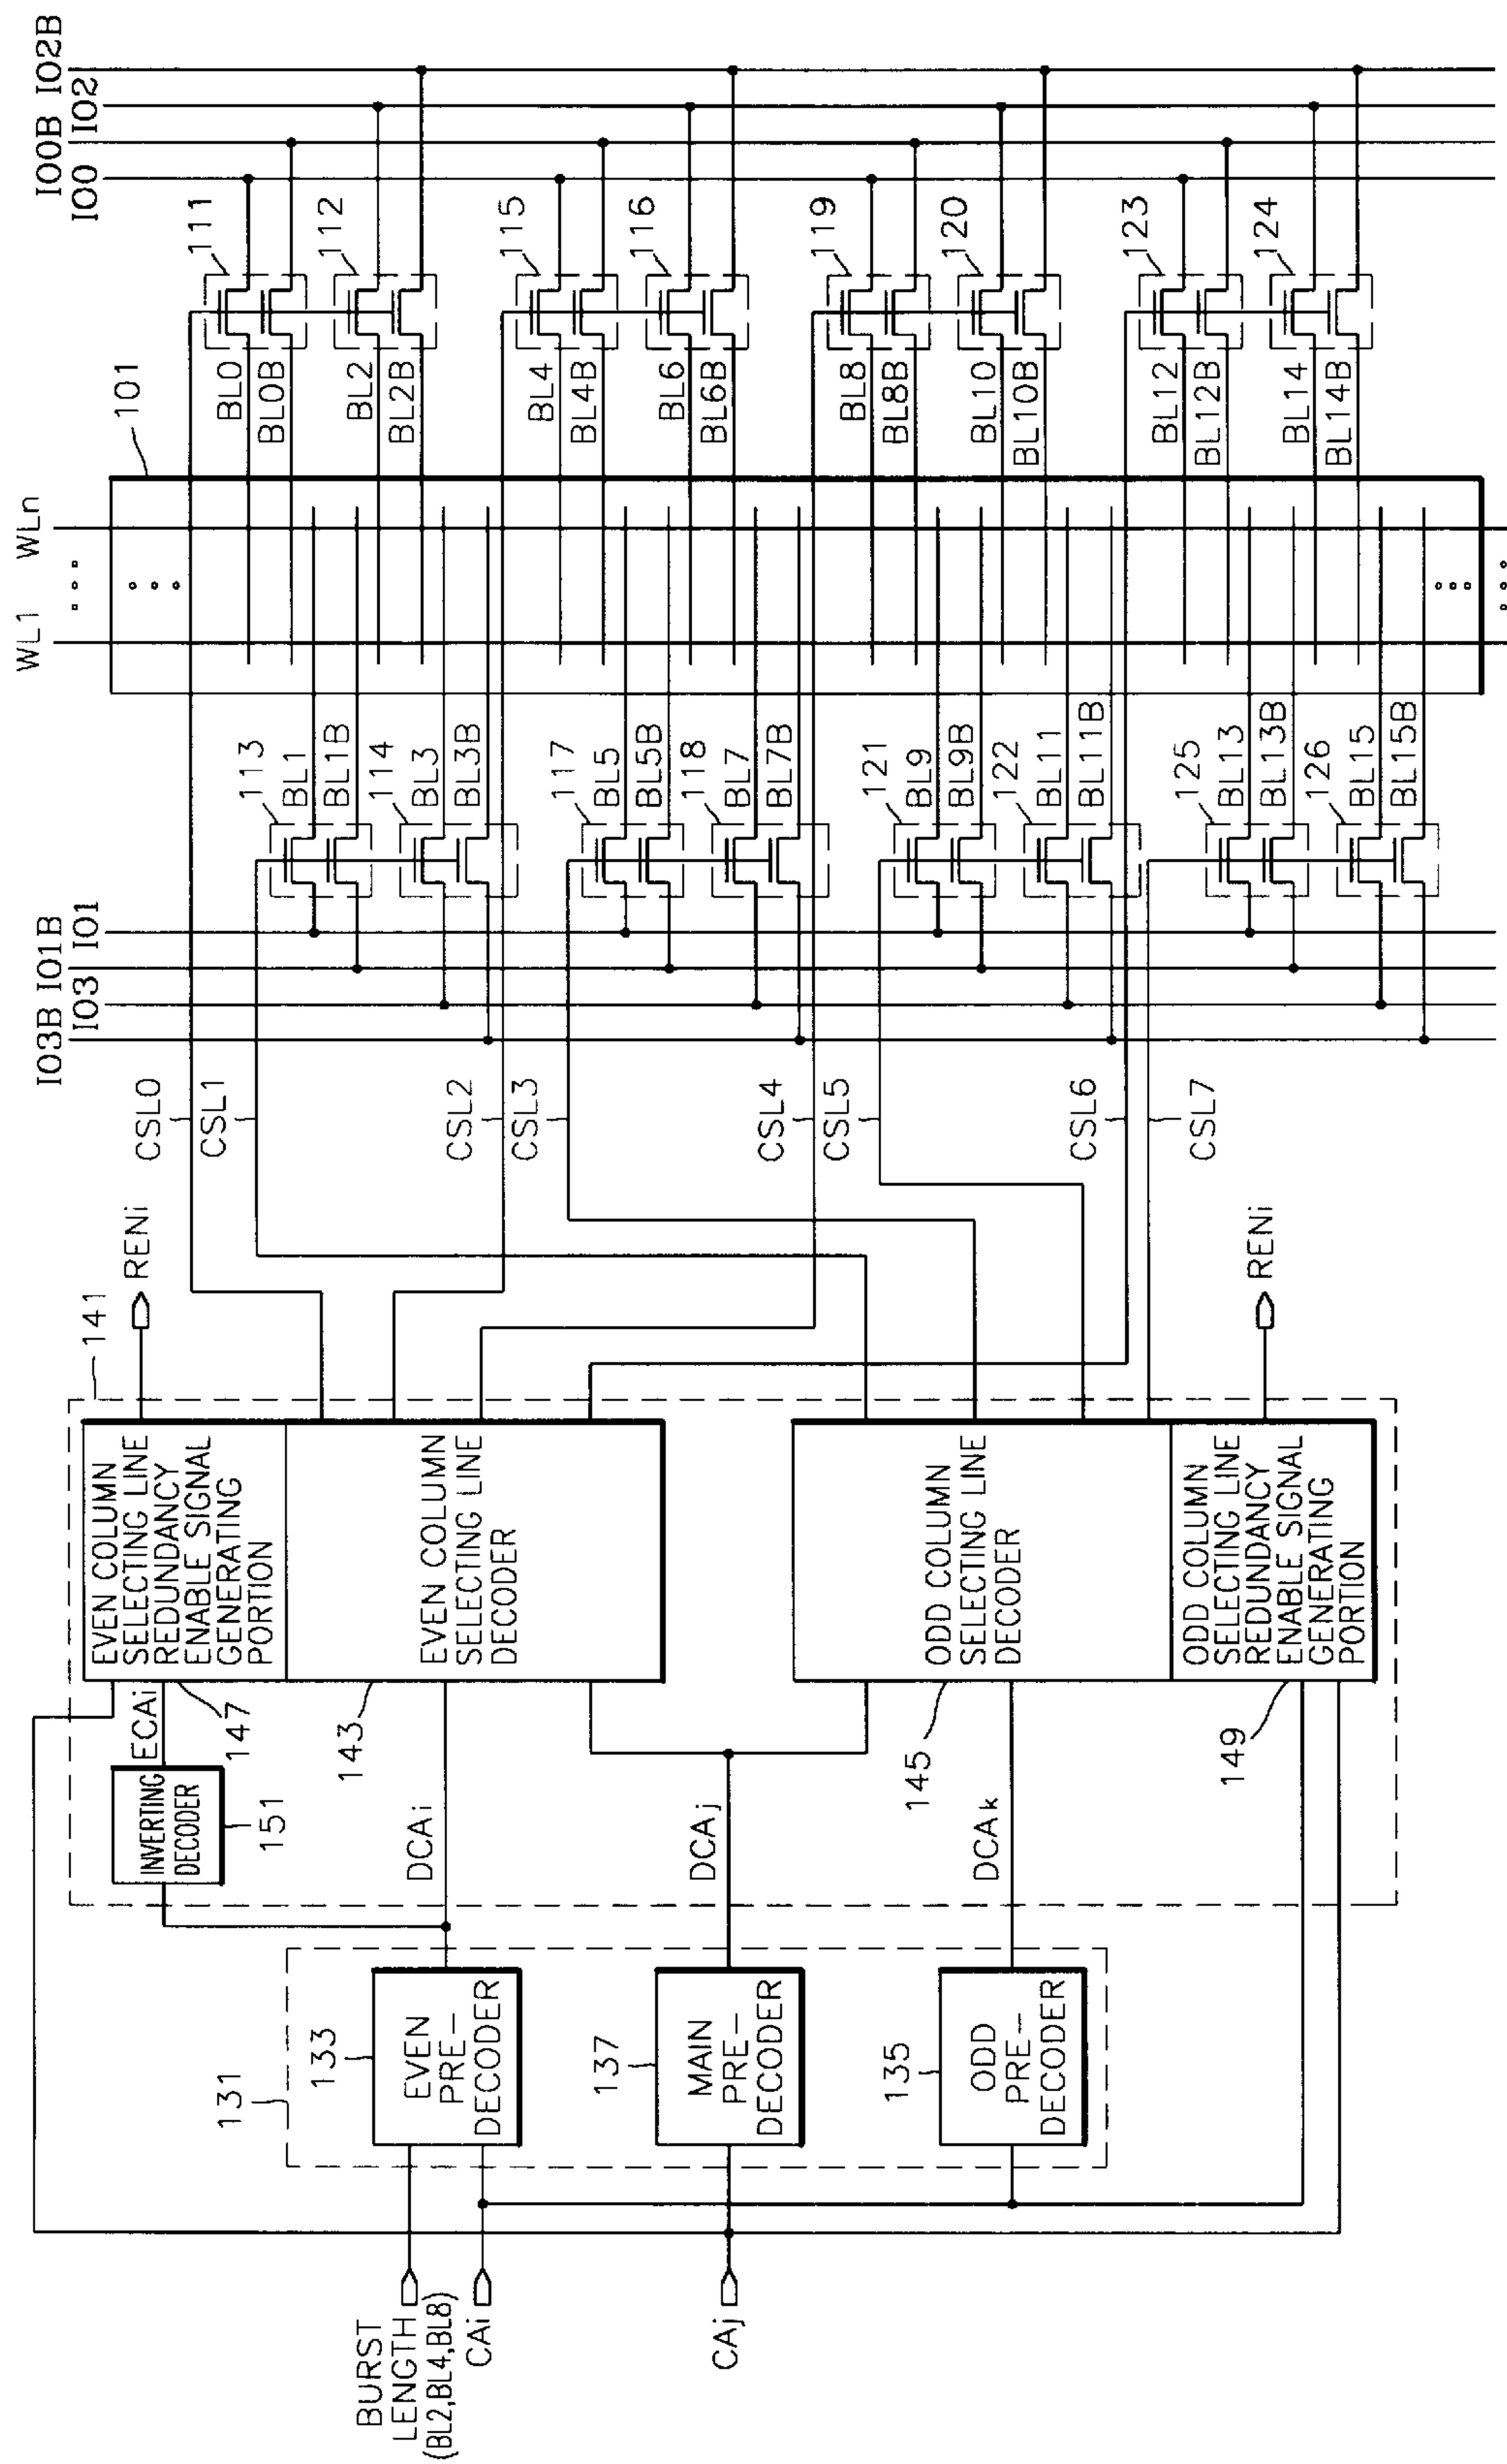 BURST
LENGTH
(BL2,BL4,BL8)
CAi
CAj
131
133
EVEN
PRE-
DECODER
137
MAIN
PRE-
DECODER
135
ODD
PRE-
DECODER
141
INVERTING
DECODER
151
ECAi
147
143
DCAi
DCAj
DCAk
145
149
EVEN COLUMN
SELECTING LINE
REDUNDANCY
ENABLE SIGNAL
GENERATING
PORTION
EVEN COLUMN
SELECTING LINE
DECODER
ODD COLUMN
SELECTING LINE
DECODER
ODD COLUMN
SELECTING LINE
REDUNDANCY
ENABLE SIGNAL
GENERATING
PORTION
RENi
RENi
CSL0
CSL1
CSL2
CSL3
CSL4
CSL5
CSL6
CSL7
IO3B
IO3
IO1B
IO1
113
BL1
BL1B
114
BL3
BL3B
117
BL5
BL5B
118
BL7
BL7B
121
BL9
BL9B
122
BL11
BL11B
125
BL13
BL13B
126
BL15
BL15B
WL1
WLn
101
BL0
BL0B
BL2
BL2B
BL4
BL4B
BL6
BL6B
BL8
BL8B
BL10
BL10B
BL12
BL12B
BL14
BL14B
111
112
115
116
119
120
123
124
IO0
IO0B
IO2
IO2B